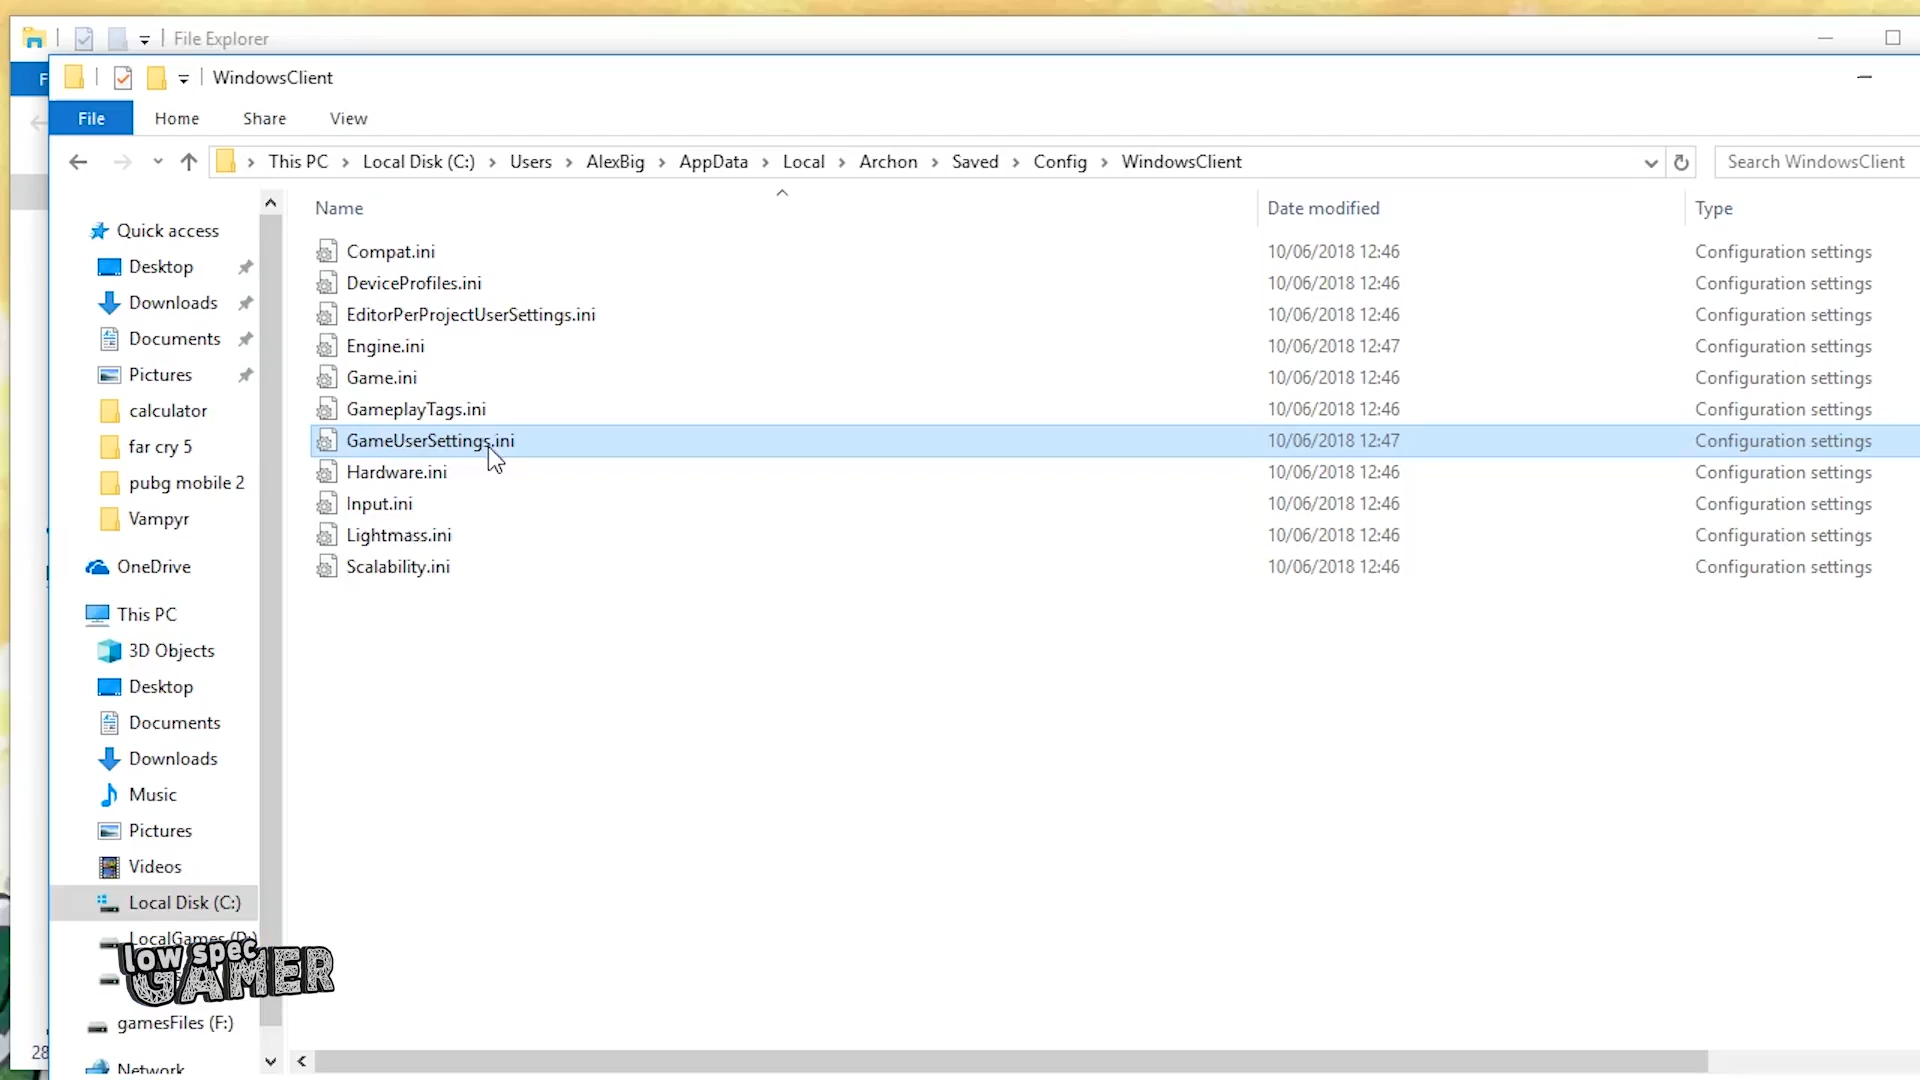 File Explorer
F
WindowsClient
File Home Share View
This PC Local Disk (C:) Users AlexBig AppData Local Archon Saved Config WindowsClient Search WindowsClient
Name Date modified Type
Quick access
Desktop
Downloads
Documents
Pictures
calculator
far cry 5
pubg mobile 2
Vampyr
OneDrive
This PC
3D Objects
Desktop
Documents
Downloads
Music
Pictures
Videos
Local Disk (C:)
LocalGames (D:)
gamesFiles (F:)
Network
Compat.ini 10/06/2018 12:46 Configuration settings
DeviceProfiles.ini 10/06/2018 12:46 Configuration settings
EditorPerProjectUserSettings.ini 10/06/2018 12:46 Configuration settings
Engine.ini 10/06/2018 12:47 Configuration settings
Game.ini 10/06/2018 12:46 Configuration settings
GameplayTags.ini 10/06/2018 12:46 Configuration settings
GameUserSettings.ini 10/06/2018 12:47 Configuration settings
Hardware.ini 10/06/2018 12:46 Configuration settings
Input.ini 10/06/2018 12:46 Configuration settings
Lightmass.ini 10/06/2018 12:46 Configuration settings
Scalability.ini 10/06/2018 12:46 Configuration settings
low spec
GAMER
28